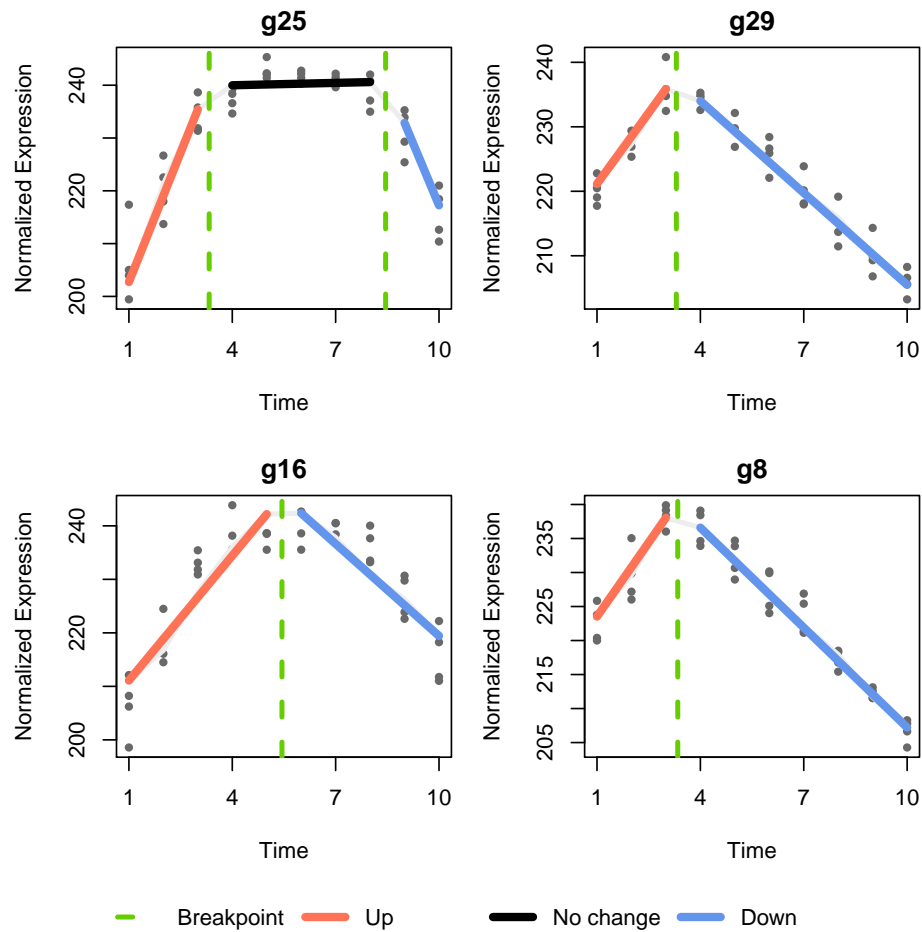 g25
Normalized Expression
200
220
240
1
4
7
10
Time
g29
Normalized Expression
210
220
230
240
1
4
7
10
Time
g16
Normalized Expression
200
220
240
1
4
7
10
Time
g8
Normalized Expression
205
215
225
235
1
4
7
10
Time
Breakpoint Up No change Down